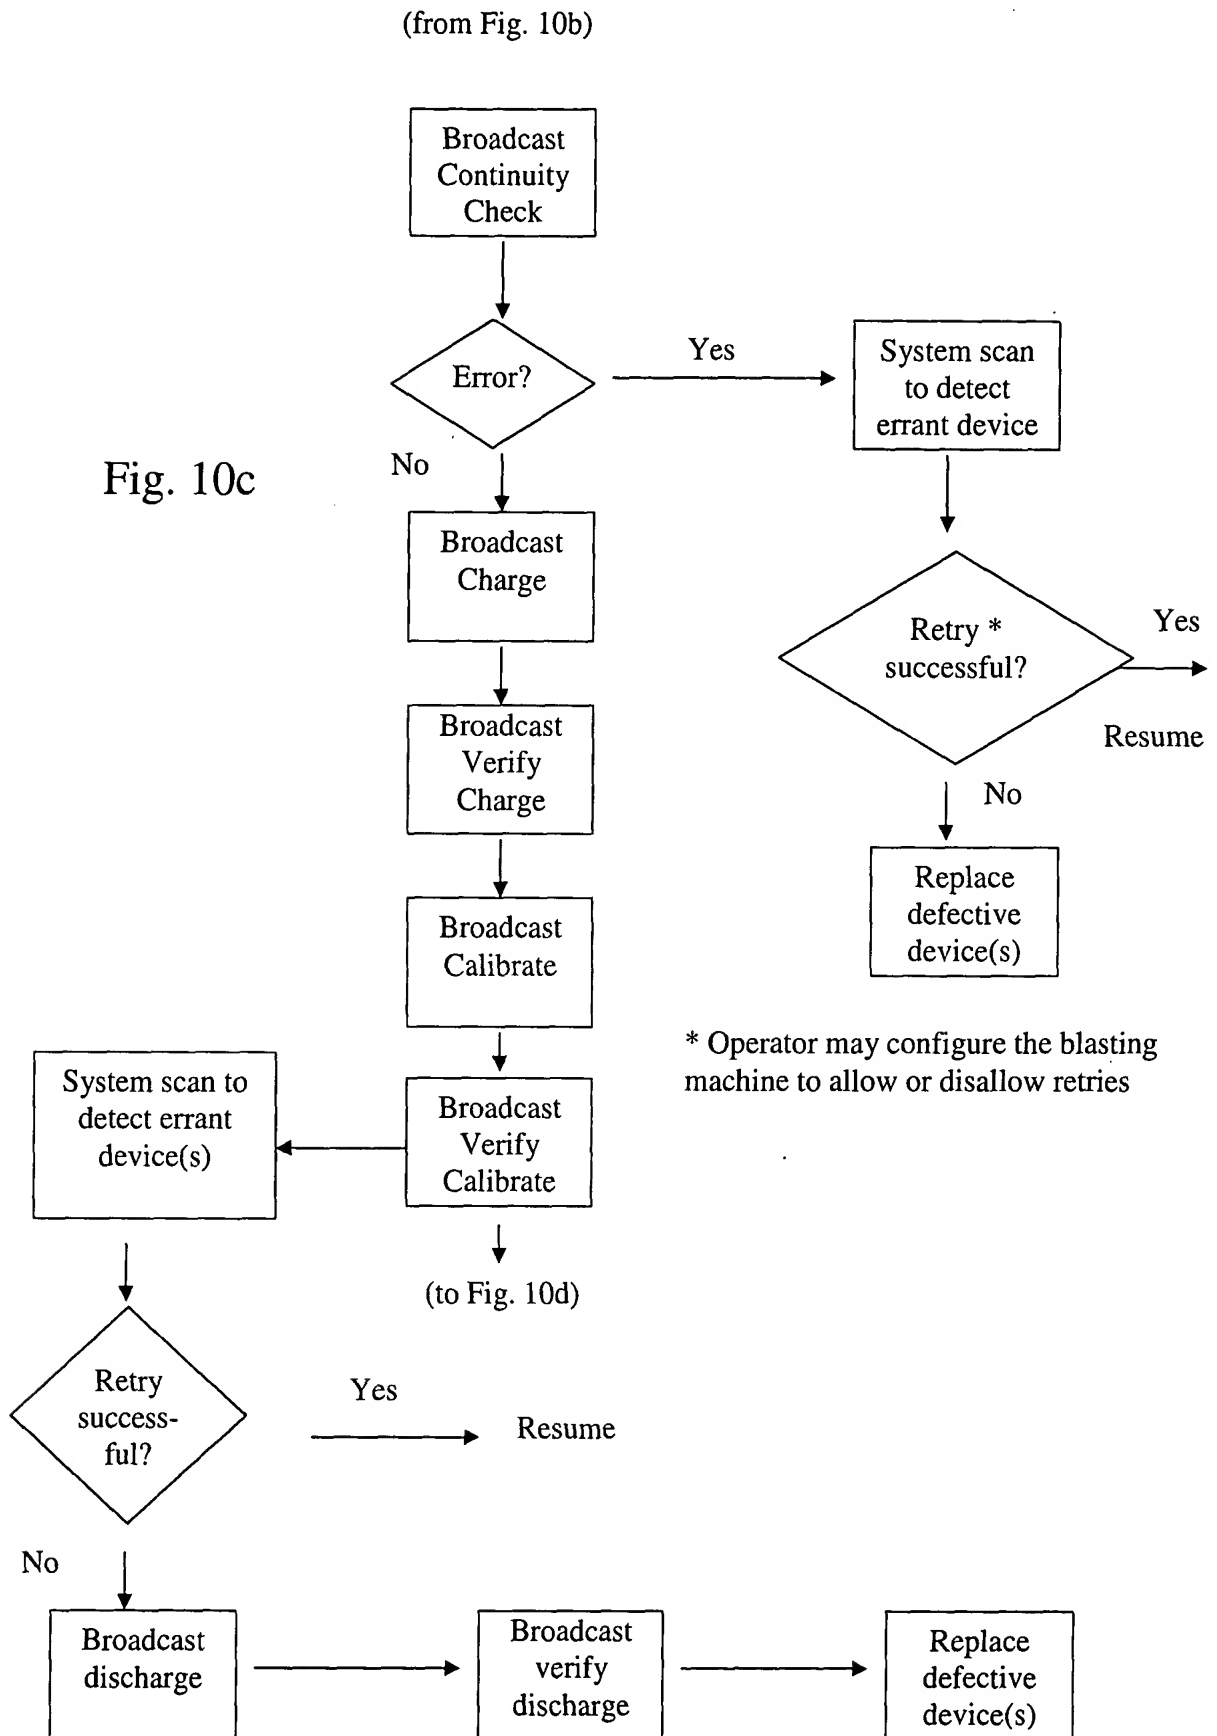 (from Fig. 10b)
Broadcast
Continuity
Check
Error?
Yes
System scan
to detect
errant device
No
Fig. 10c
Broadcast
Charge
Retry *
successful?
Yes
Resume
Broadcast
Verify
Charge
No
Replace
defective
device(s)
Broadcast
Calibrate
* Operator may configure the blasting
machine to allow or disallow retries
System scan to
detect errant
device(s)
Broadcast
Verify
Calibrate
(to Fig. 10d)
Retry
success-
ful?
Yes
Resume
No
Broadcast
discharge
Broadcast
verify
discharge
Replace
defective
device(s)